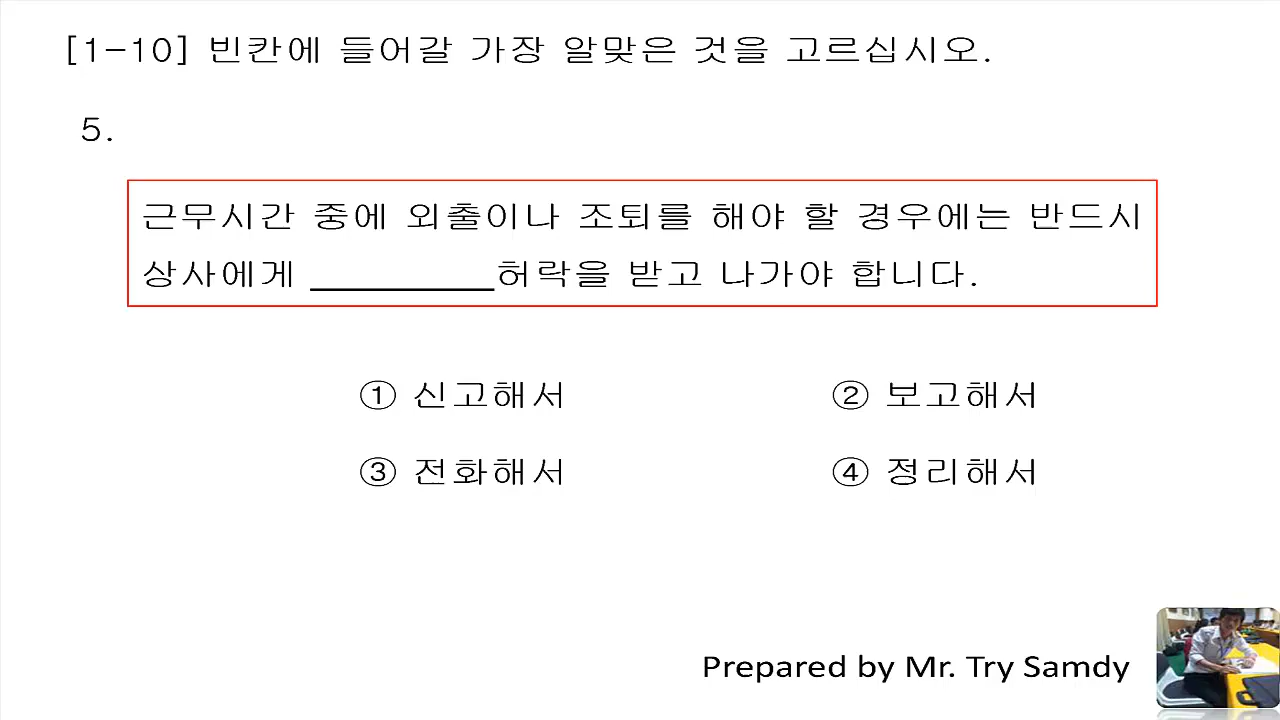 [1-10] 빈칸에 들어갈 가장 알맞은 것을 고르십시오.
5.
근무시간 중에 외출이나 조퇴를 해야 할 경우에는 반드시
상사에게 __________허락을 받고 나가야 합니다.
① 신고해서 ② 보고해서
③ 전화해서 ④ 정리해서
Prepared by Mr. Try Samdy